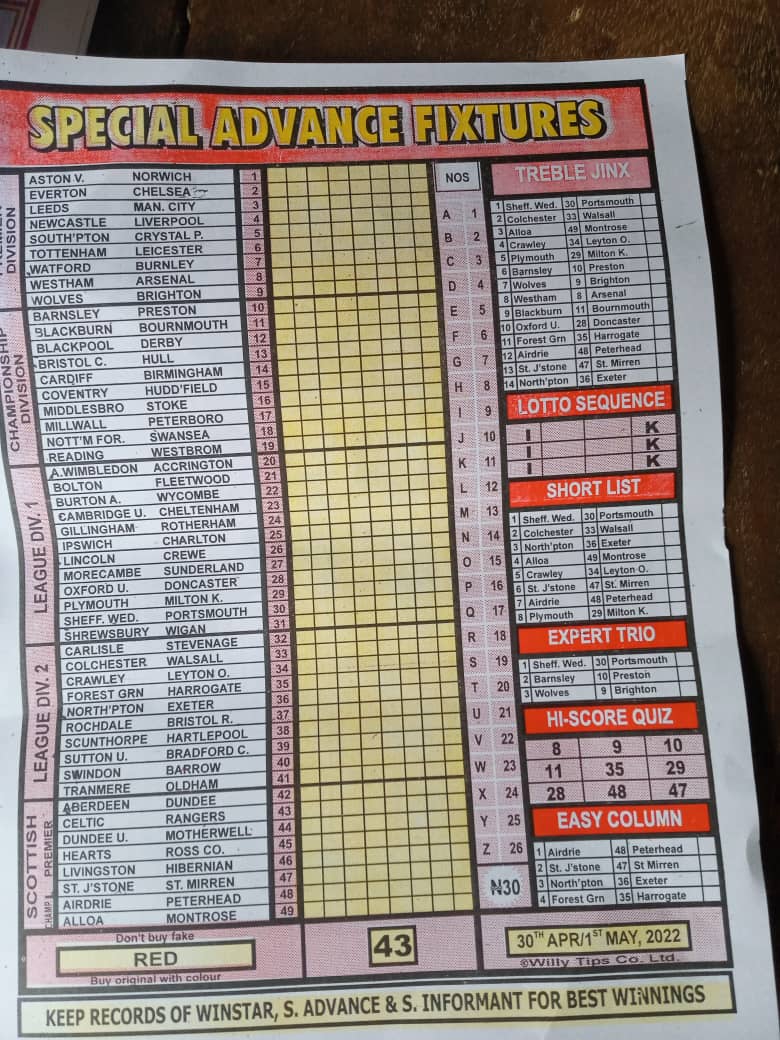 SPECIAL ADVANCE FIXTURES
DIVISION
ASTON V. NORWICH 1
EVERTON CHELSEA 2
LEEDS MAN. CITY 3
NEWCASTLE LIVERPOOL 4
SOUTH'PTON CRYSTAL P. 5
TOTTENHAM LEICESTER 6
WATFORD BURNLEY 7
WESTHAM ARSENAL 8
WOLVES BRIGHTON 9
CHAMPIONSHIP
DIVISION
BARNSLEY PRESTON 10
BLACKBURN BOURNMOUTH 11
BLACKPOOL DERBY 12
BRISTOL C. HULL 13
CARDIFF BIRMINGHAM 14
COVENTRY HUDD'FIELD 15
MIDDLESBRO STOKE 16
MILLWALL PETERBORO 17
NOTT'M FOR. SWANSEA 18
READING WESTBROM 19
LEAGUE DIV. 1
A.WIMBLEDON ACCRINGTON 20
BOLTON FLEETWOOD 21
BURTON A. WYCOMBE 22
CAMBRIDGE U. CHELTENHAM 23
GILLINGHAM ROTHERHAM 24
IPSWICH CHARLTON 25
LINCOLN CREWE 26
MORECAMBE SUNDERLAND 27
OXFORD U. DONCASTER 28
PLYMOUTH MILTON K. 29
SHEFF. WED. PORTSMOUTH 30
SHREWSBURY WIGAN 31
LEAGUE DIV. 2
CARLISLE STEVENAGE 32
COLCHESTER WALSALL 33
CRAWLEY LEYTON O. 34
FOREST GRN HARROGATE 35
NORTH'PTON EXETER 36
ROCHDALE BRISTOL R. 37
SCUNTHORPE HARTLEPOOL 38
SUTTON U. BRADFORD C. 39
SWINDON BARROW 40
TRANMERE OLDHAM 41
SCOTTISH
PREMIER
ABERDEEN DUNDEE 42
CELTIC RANGERS 43
DUNDEE U. MOTHERWELL 44
HEARTS ROSS CO. 45
LIVINGSTON HIBERNIAN 46
ST. J'STONE ST. MIRREN 47
CHAMP
AIRDRIE PETERHEAD 48
ALLOA MONTROSE 49
NOS
A 1
B 2
C 3
D 4
E 5
F 6
G 7
H 8
I 9
J 10
K 11
L 12
M 13
N 14
O 15
P 16
Q 17
R 18
S 19
T 20
U 21
V 22
W 23
X 24
Y 25
Z 26
₦30
TREBLE JINX
1 Sheff. Wed. 30 Portsmouth
2 Colchester 33 Walsall
3 Alloa 49 Montrose
4 Crawley 34 Leyton O.
5 Plymouth 29 Milton K.
6 Barnsley 10 Preston
7 Wolves 9 Brighton
8 Westham 8 Arsenal
9 Blackburn 11 Bournmouth
10 Oxford U. 28 Doncaster
11 Forest Grn 35 Harrogate
12 Airdrie 48 Peterhead
13 St. J'stone 47 St. Mirren
14 North'pton 36 Exeter
LOTTO SEQUENCE
I K
I K
I K
SHORT LIST
1 Sheff. Wed. 30 Portsmouth
2 Colchester 33 Walsall
3 North'pton 36 Exeter
4 Alloa 49 Montrose
5 Crawley 34 Leyton O.
6 St. J'stone 47 St. Mirren
7 Airdrie 48 Peterhead
8 Plymouth 29 Milton K.
EXPERT TRIO
1 Sheff. Wed. 30 Portsmouth
2 Barnsley 10 Preston
3 Wolves 9 Brighton
HI-SCORE QUIZ
8 9 10
11 35 29
28 48 47
EASY COLUMN
1 Airdrie 48 Peterhead
2 St. J'stone 47 St Mirren
3 North'pton 36 Exeter
4 Forest Grn 35 Harrogate
Don't buy fake
RED
Buy original with colour
43
30TH APR/1ST MAY, 2022
©Willy Tips Co. Ltd.
KEEP RECORDS OF WINSTAR, S. ADVANCE & S. INFORMANT FOR BEST WINNINGS